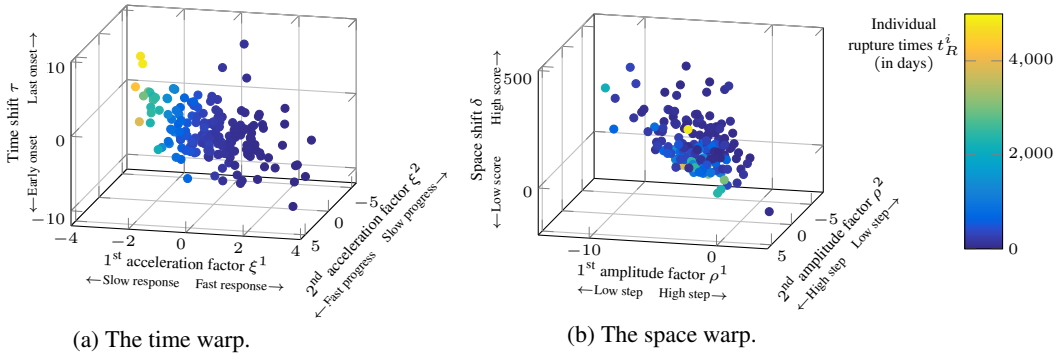 10
0
−10
−4
−2
0
2
4
5
0
−5
Time shift τ
←Early onset
Last onset→
1st acceleration factor ξ1
←Slow response
Fast response→
2nd acceleration factor ξ2
←Fast progress
Slow progress→
(a) The time warp.
500
0
−10
0
5
0
−5
Space shift δ
←Low score
High score→
1st amplitude factor ρ1
←Low step
High step→
2nd amplitude factor ρ2
←High step
Low step→
(b) The space warp.
Individual
rupture times t_R^i
(in days)
4,000
2,000
0